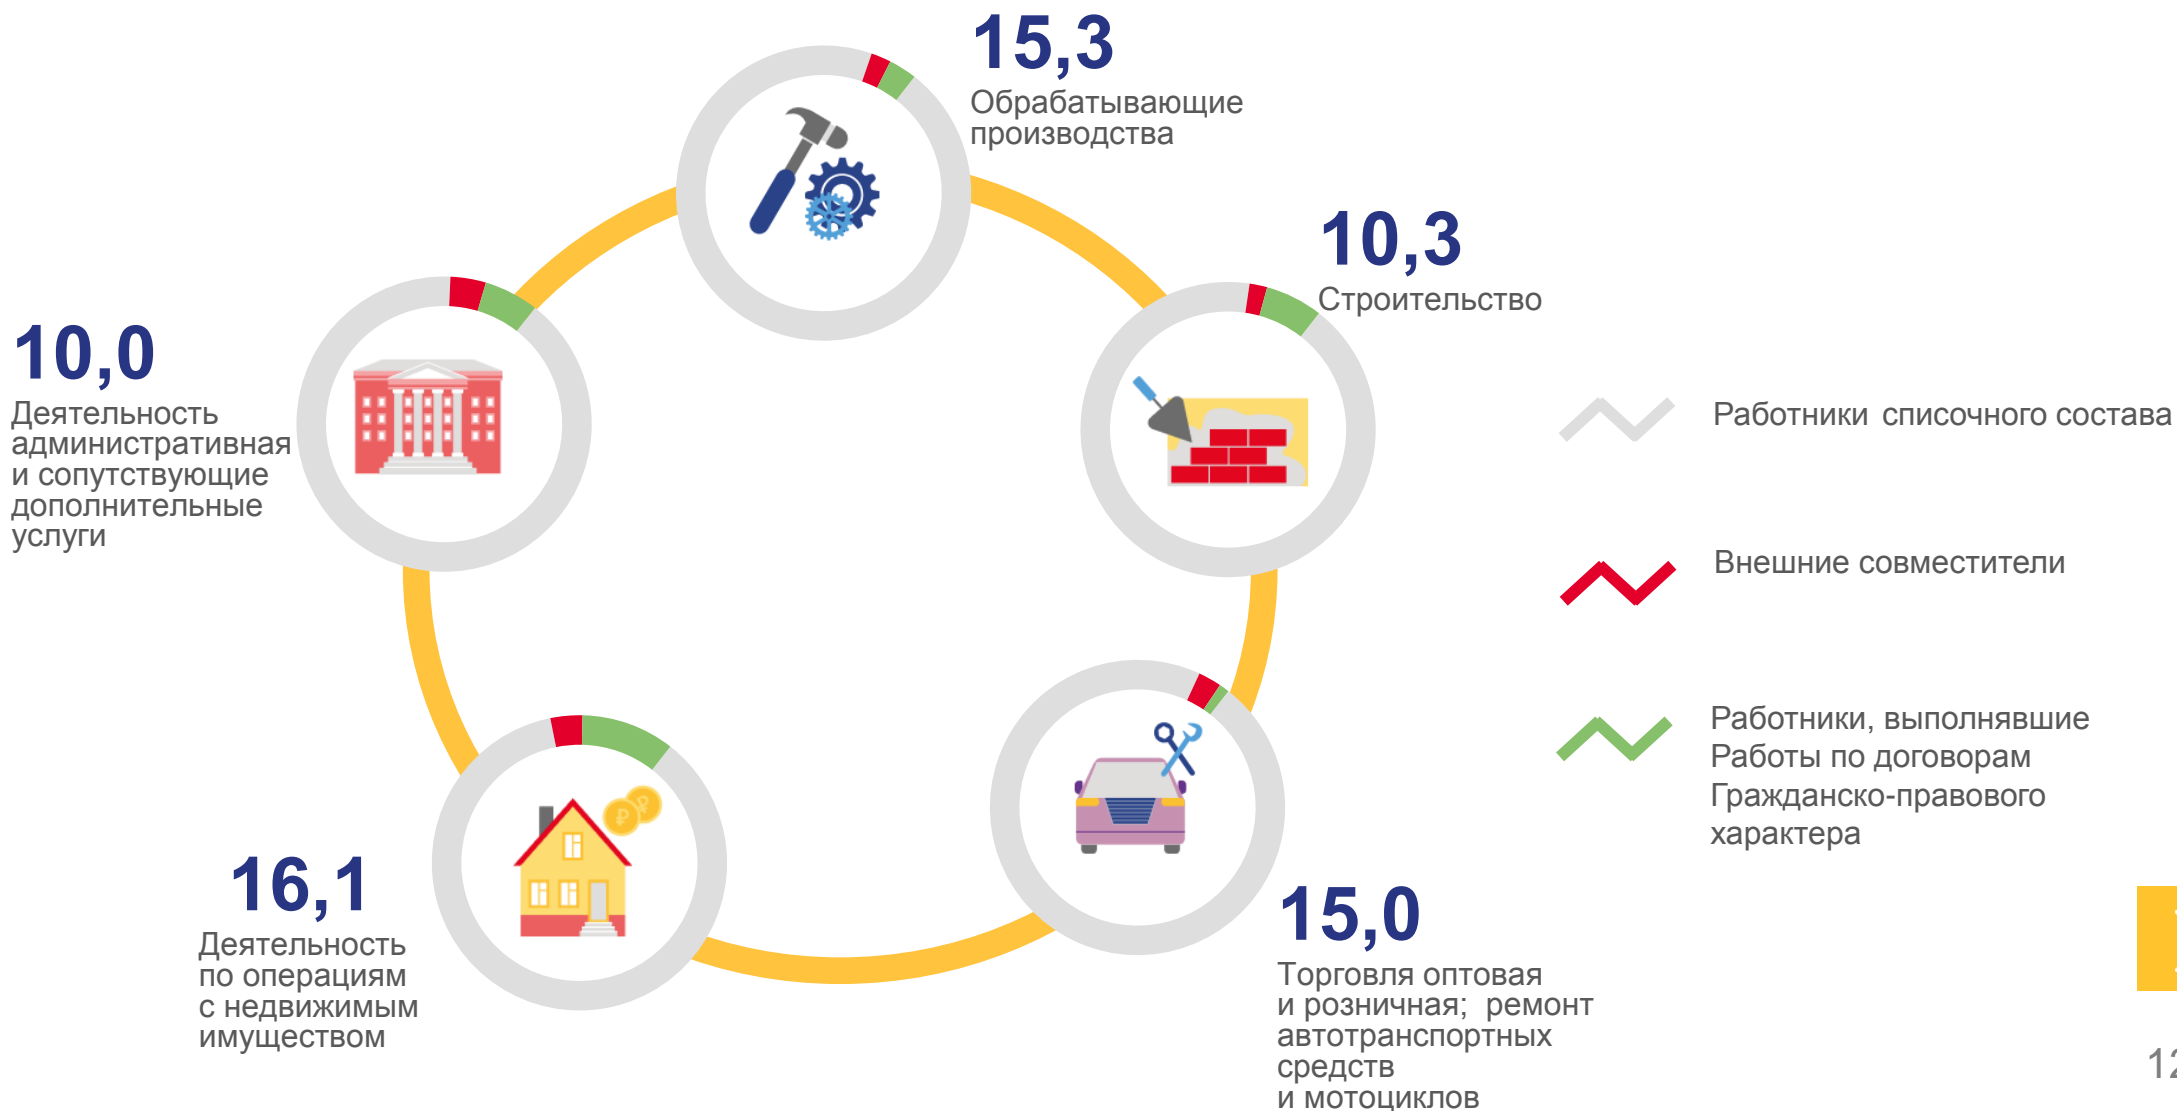 15,3
Обрабатывающие
производства
10,3
Строительство
10,0
Деятельность
административная
и сопутствующие
дополнительные
услуги
Работники списочного состава
Внешние совместители
Работники, выполнявшие
Работы по договорам
Гражданско-правового
характера
16,1
Деятельность
по операциям
с недвижимым
имуществом
15,0
Торговля оптовая
и розничная; ремонт
автотранспортных
средств
и мотоциклов
12